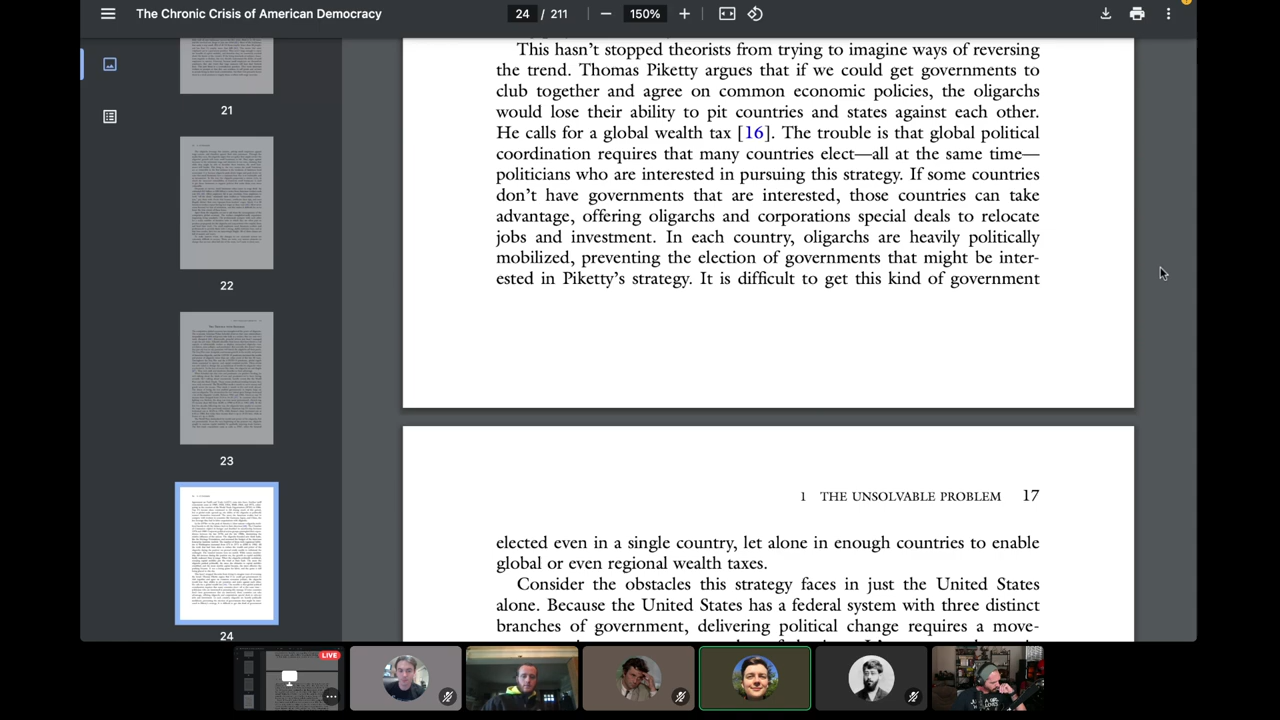 The Chronic Crisis of American Democracy
24 / 211
150%
21
22
23
24
This hasn't stopped theorists from trying to imagine ways of reversing
the trend. Thomas Piketty argues that if we could get governments to
club together and agree on common economic policies, the oligarchs
would lose their ability to pit countries and states against each other.
He calls for a global wealth tax [16]. The trouble is that global political
coordination requires that many countries elect—all at the same time—
politicians who are interested in pursuing this strategy. If some countries
don't elect governments that are interested, those countries can take
advantage, offering oligarchs and corporations special deals to relocate
jobs and investment. In each country, oligarchs are heavily politically
mobilized, preventing the election of governments that might be inter-
ested in Piketty's strategy. It is difficult to get this kind of government
1 THE UNSOLVED PROBLEM 17
elected even in one country, let alone in enough countries to enable
global or even regional wealth taxes.
Consider the obstacles this strategy faces in just the United States
alone. Because the United States has a federal system with three distinct
branches of government, delivering political change requires a move-
LIVE